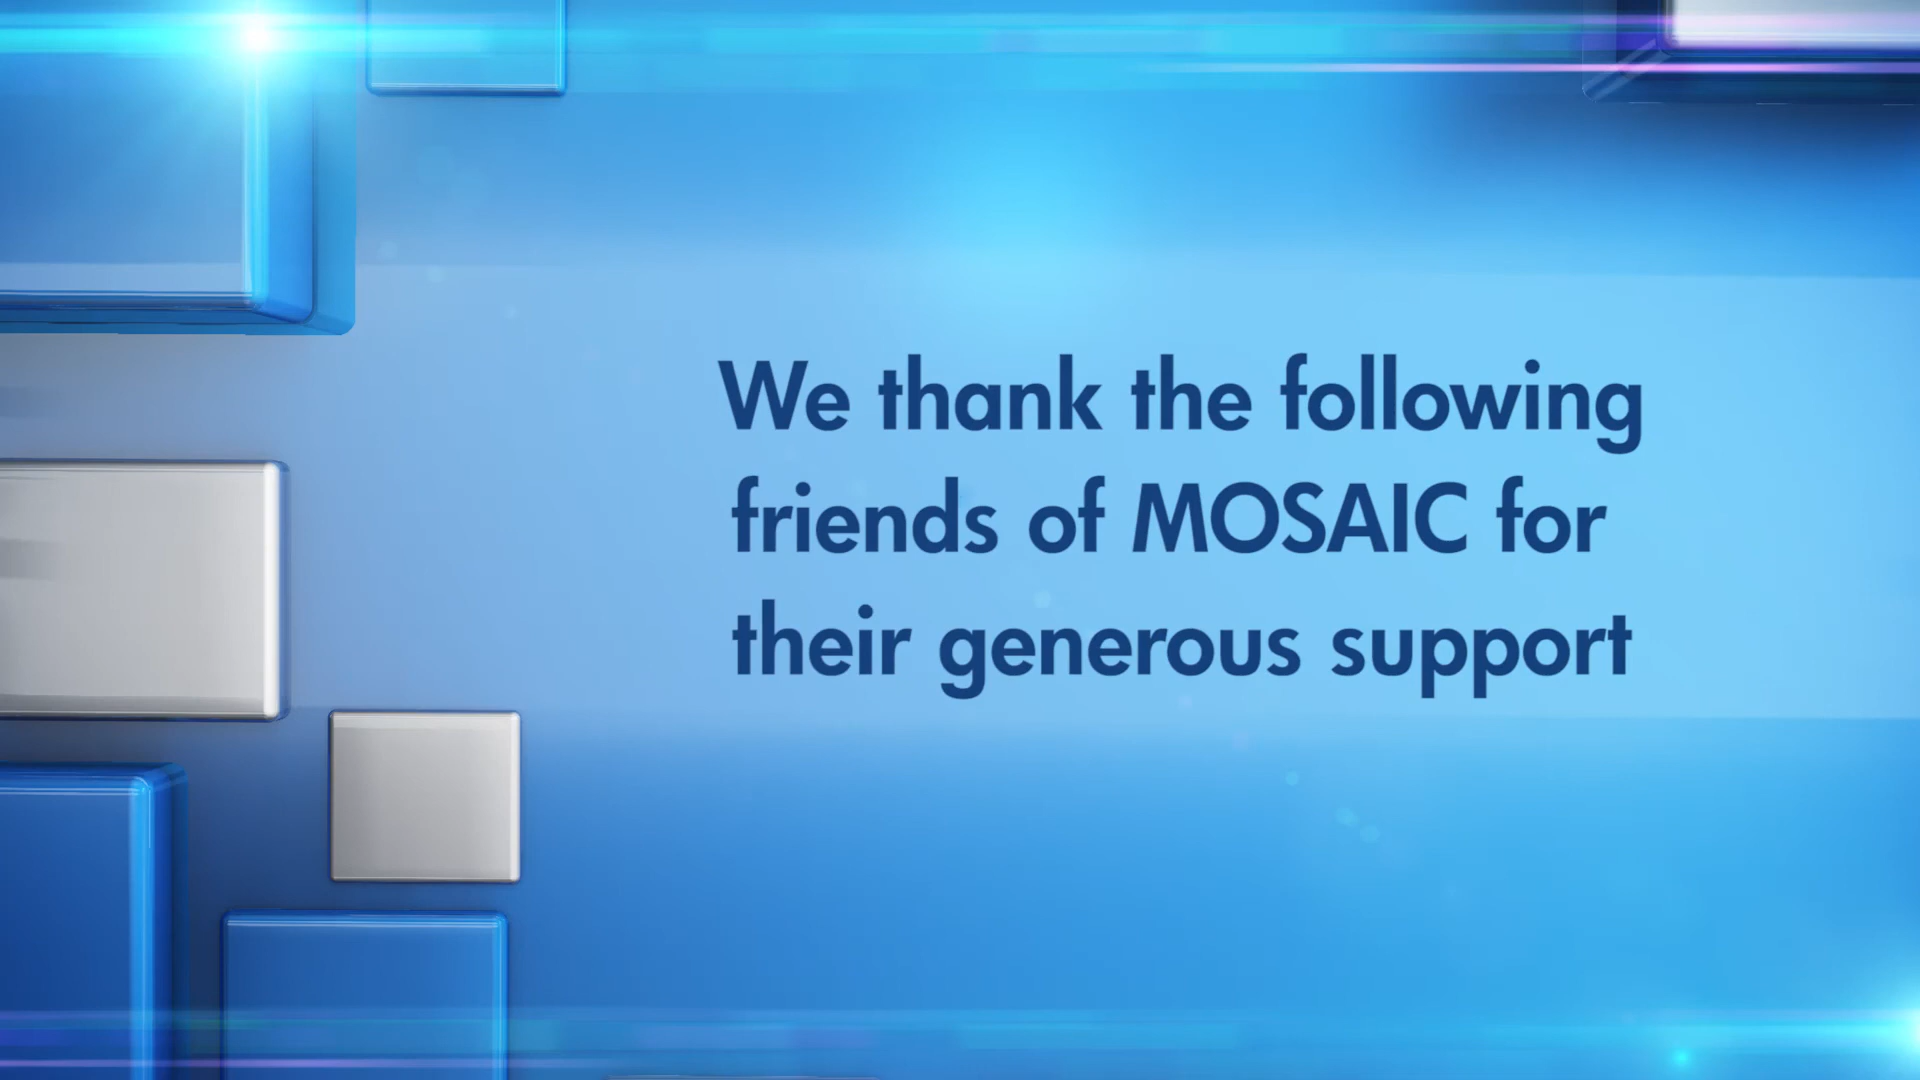 We thank the following
friends of MOSAIC for
their generous support